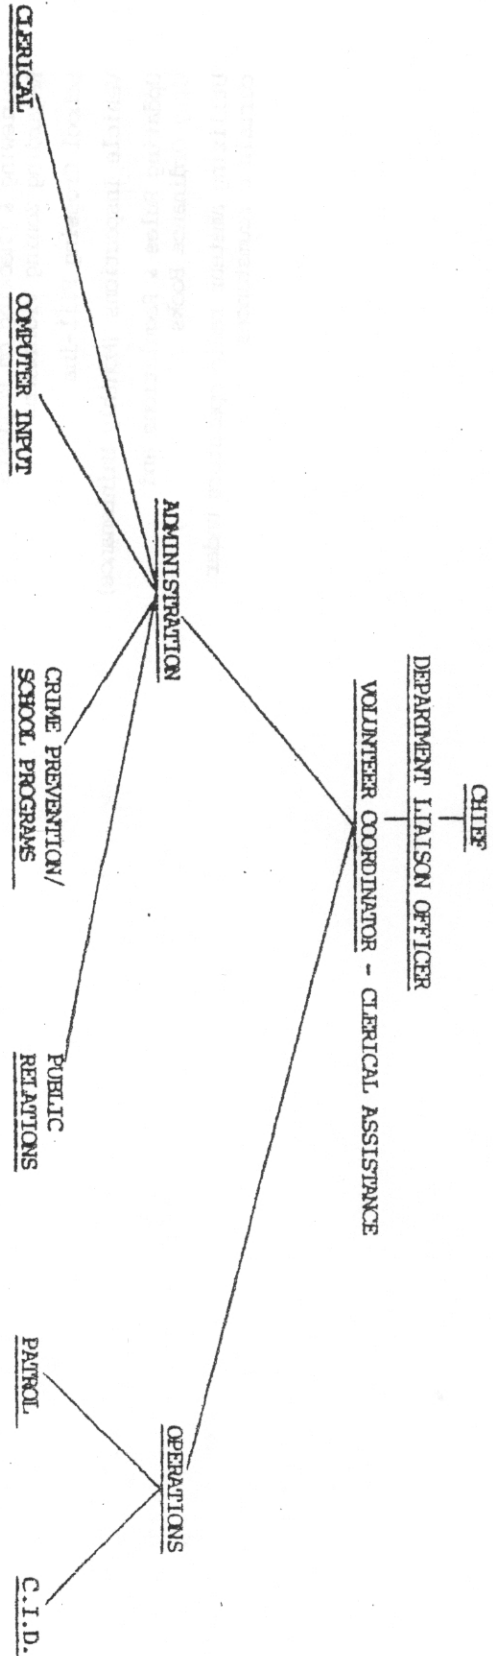 CHIEF
DEPARTMENT LIAISON OFFICER
VOLUNTEER COORDINATOR - CLERICAL ASSISTANCE
ADMINISTRATION
OPERATIONS
CLERICAL
COMPUTER INPUT
CRIME PREVENTION/
SCHOOL PROGRAMS
PUBLIC
RELATIONS
PATROL
C.I.D.